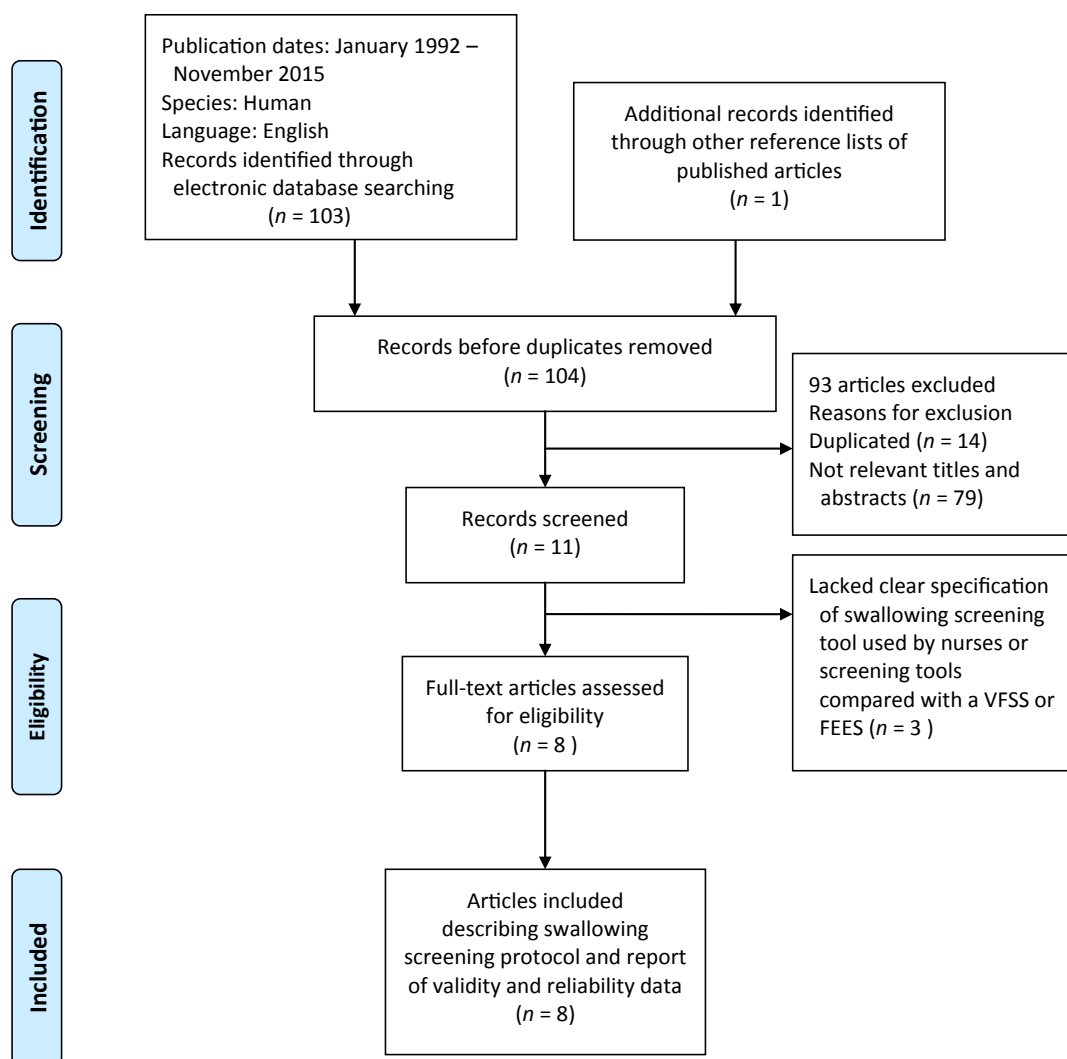 Identification
Publication dates: January 1992 –
November 2015
Species: Human
Language: English
Records identified through
electronic database searching
(n = 103)
Additional records identified
through other reference lists of
published articles
(n = 1)
Screening
Records before duplicates removed
(n = 104)
93 articles excluded
Reasons for exclusion
Duplicated (n = 14)
Not relevant titles and
abstracts (n = 79)
Records screened
(n = 11)
Eligibility
Lacked clear specification
of swallowing screening
tool used by nurses or
screening tools
compared with a VFSS or
FEES (n = 3 )
Full-text articles assessed
for eligibility
(n = 8 )
Included
Articles included
describing swallowing
screening protocol and report
of validity and reliability data
(n = 8)